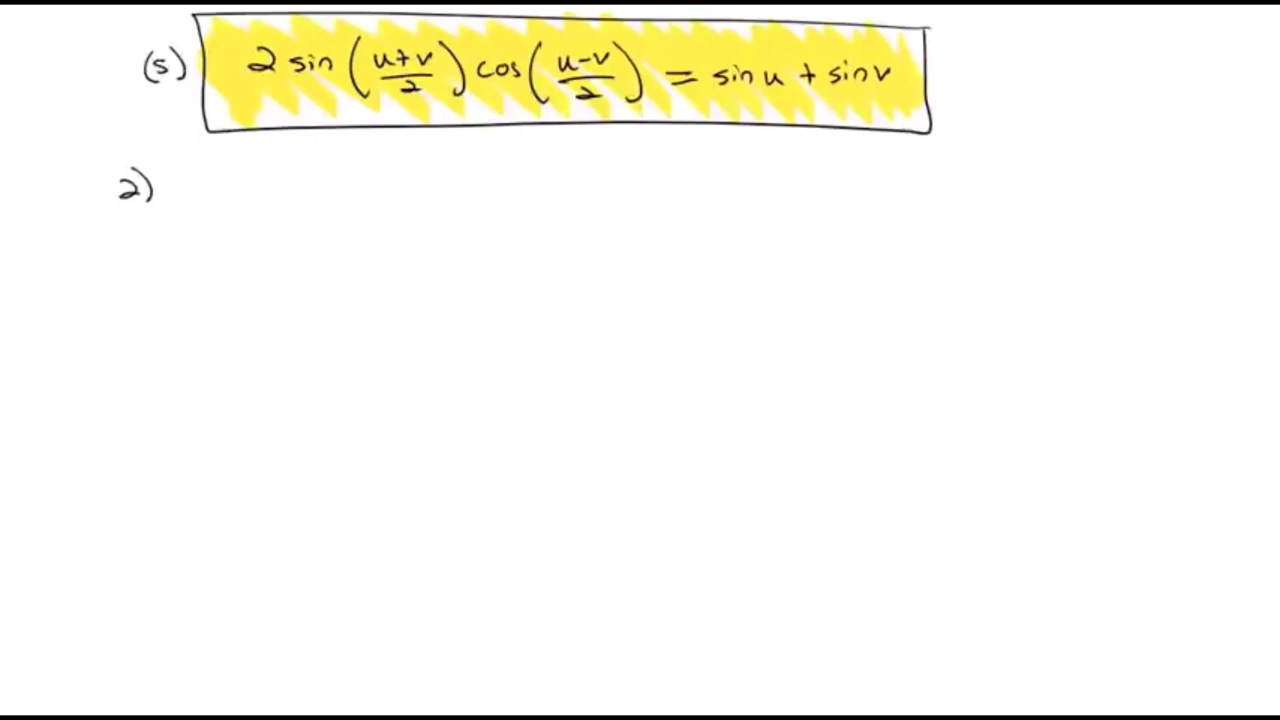 (5) 2 sin (u+v/2) cos (u-v/2) = sin u + sin v
2)